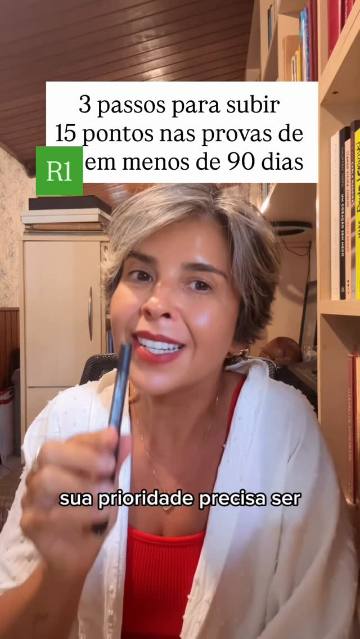 3 passos para subir
15 pontos nas provas de
R1 em menos de 90 dias
sua prioridade precisa ser